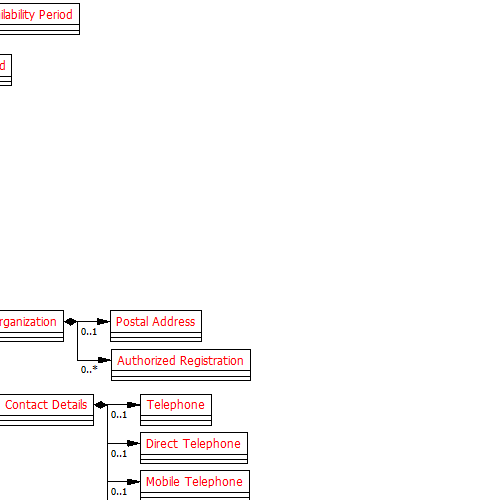 ilability Period
d
rganization
0..1
Postal Address
0..*
Authorized Registration
Contact Details
0..1
Telephone
0..1
Direct Telephone
0..1
Mobile Telephone